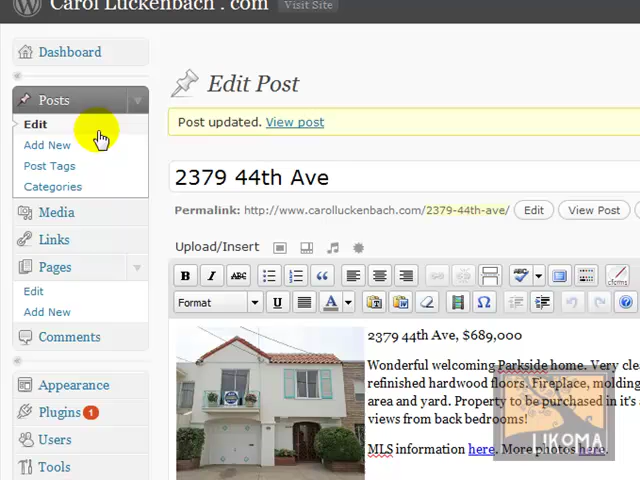 Carol Luckenbach . com Visit Site
Dashboard
Posts
Edit
Add New
Post Tags
Categories
Media
Links
Pages
Edit
Add New
Comments
Appearance
Plugins 1
Users
Tools
Edit Post
Post updated. View post
2379 44th Ave
Permalink: http://www.carolluckenbach.com/2379-44th-ave/ Edit View Post
Upload/Insert
B I ABC ABC
Format U A
cforms
2379 44th Ave, $689,000
Wonderful welcoming Parkside home. Very clea
refinished hardwood floors. Fireplace, molding
area and yard. Property to be purchased in it's
views from back bedrooms!
MLS information here. More photos here.
LIKOMA